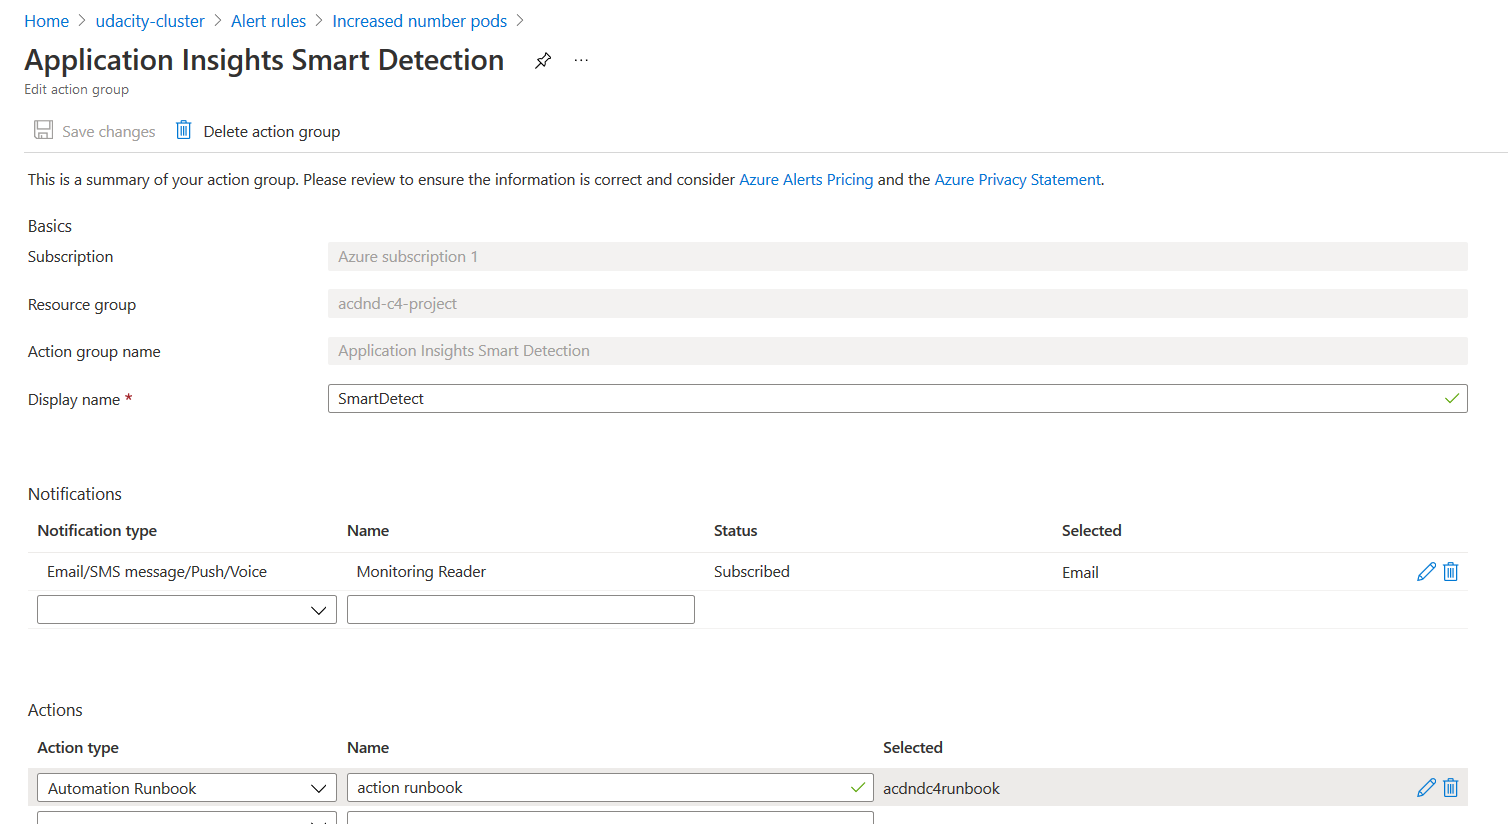 Home > udacity-cluster > Alert rules > Increased number pods >
Application Insights Smart Detection ...
Edit action group
Save changes Delete action group
This is a summary of your action group. Please review to ensure the information is correct and consider Azure Alerts Pricing and the Azure Privacy Statement.
Basics
Subscription Azure subscription 1
Resource group acdnd-c4-project
Action group name Application Insights Smart Detection
Display name * SmartDetect
Notifications
Notification type Name Status Selected
Email/SMS message/Push/Voice Monitoring Reader Subscribed Email
Actions
Action type Name Selected
Automation Runbook action runbook acdndc4runbook